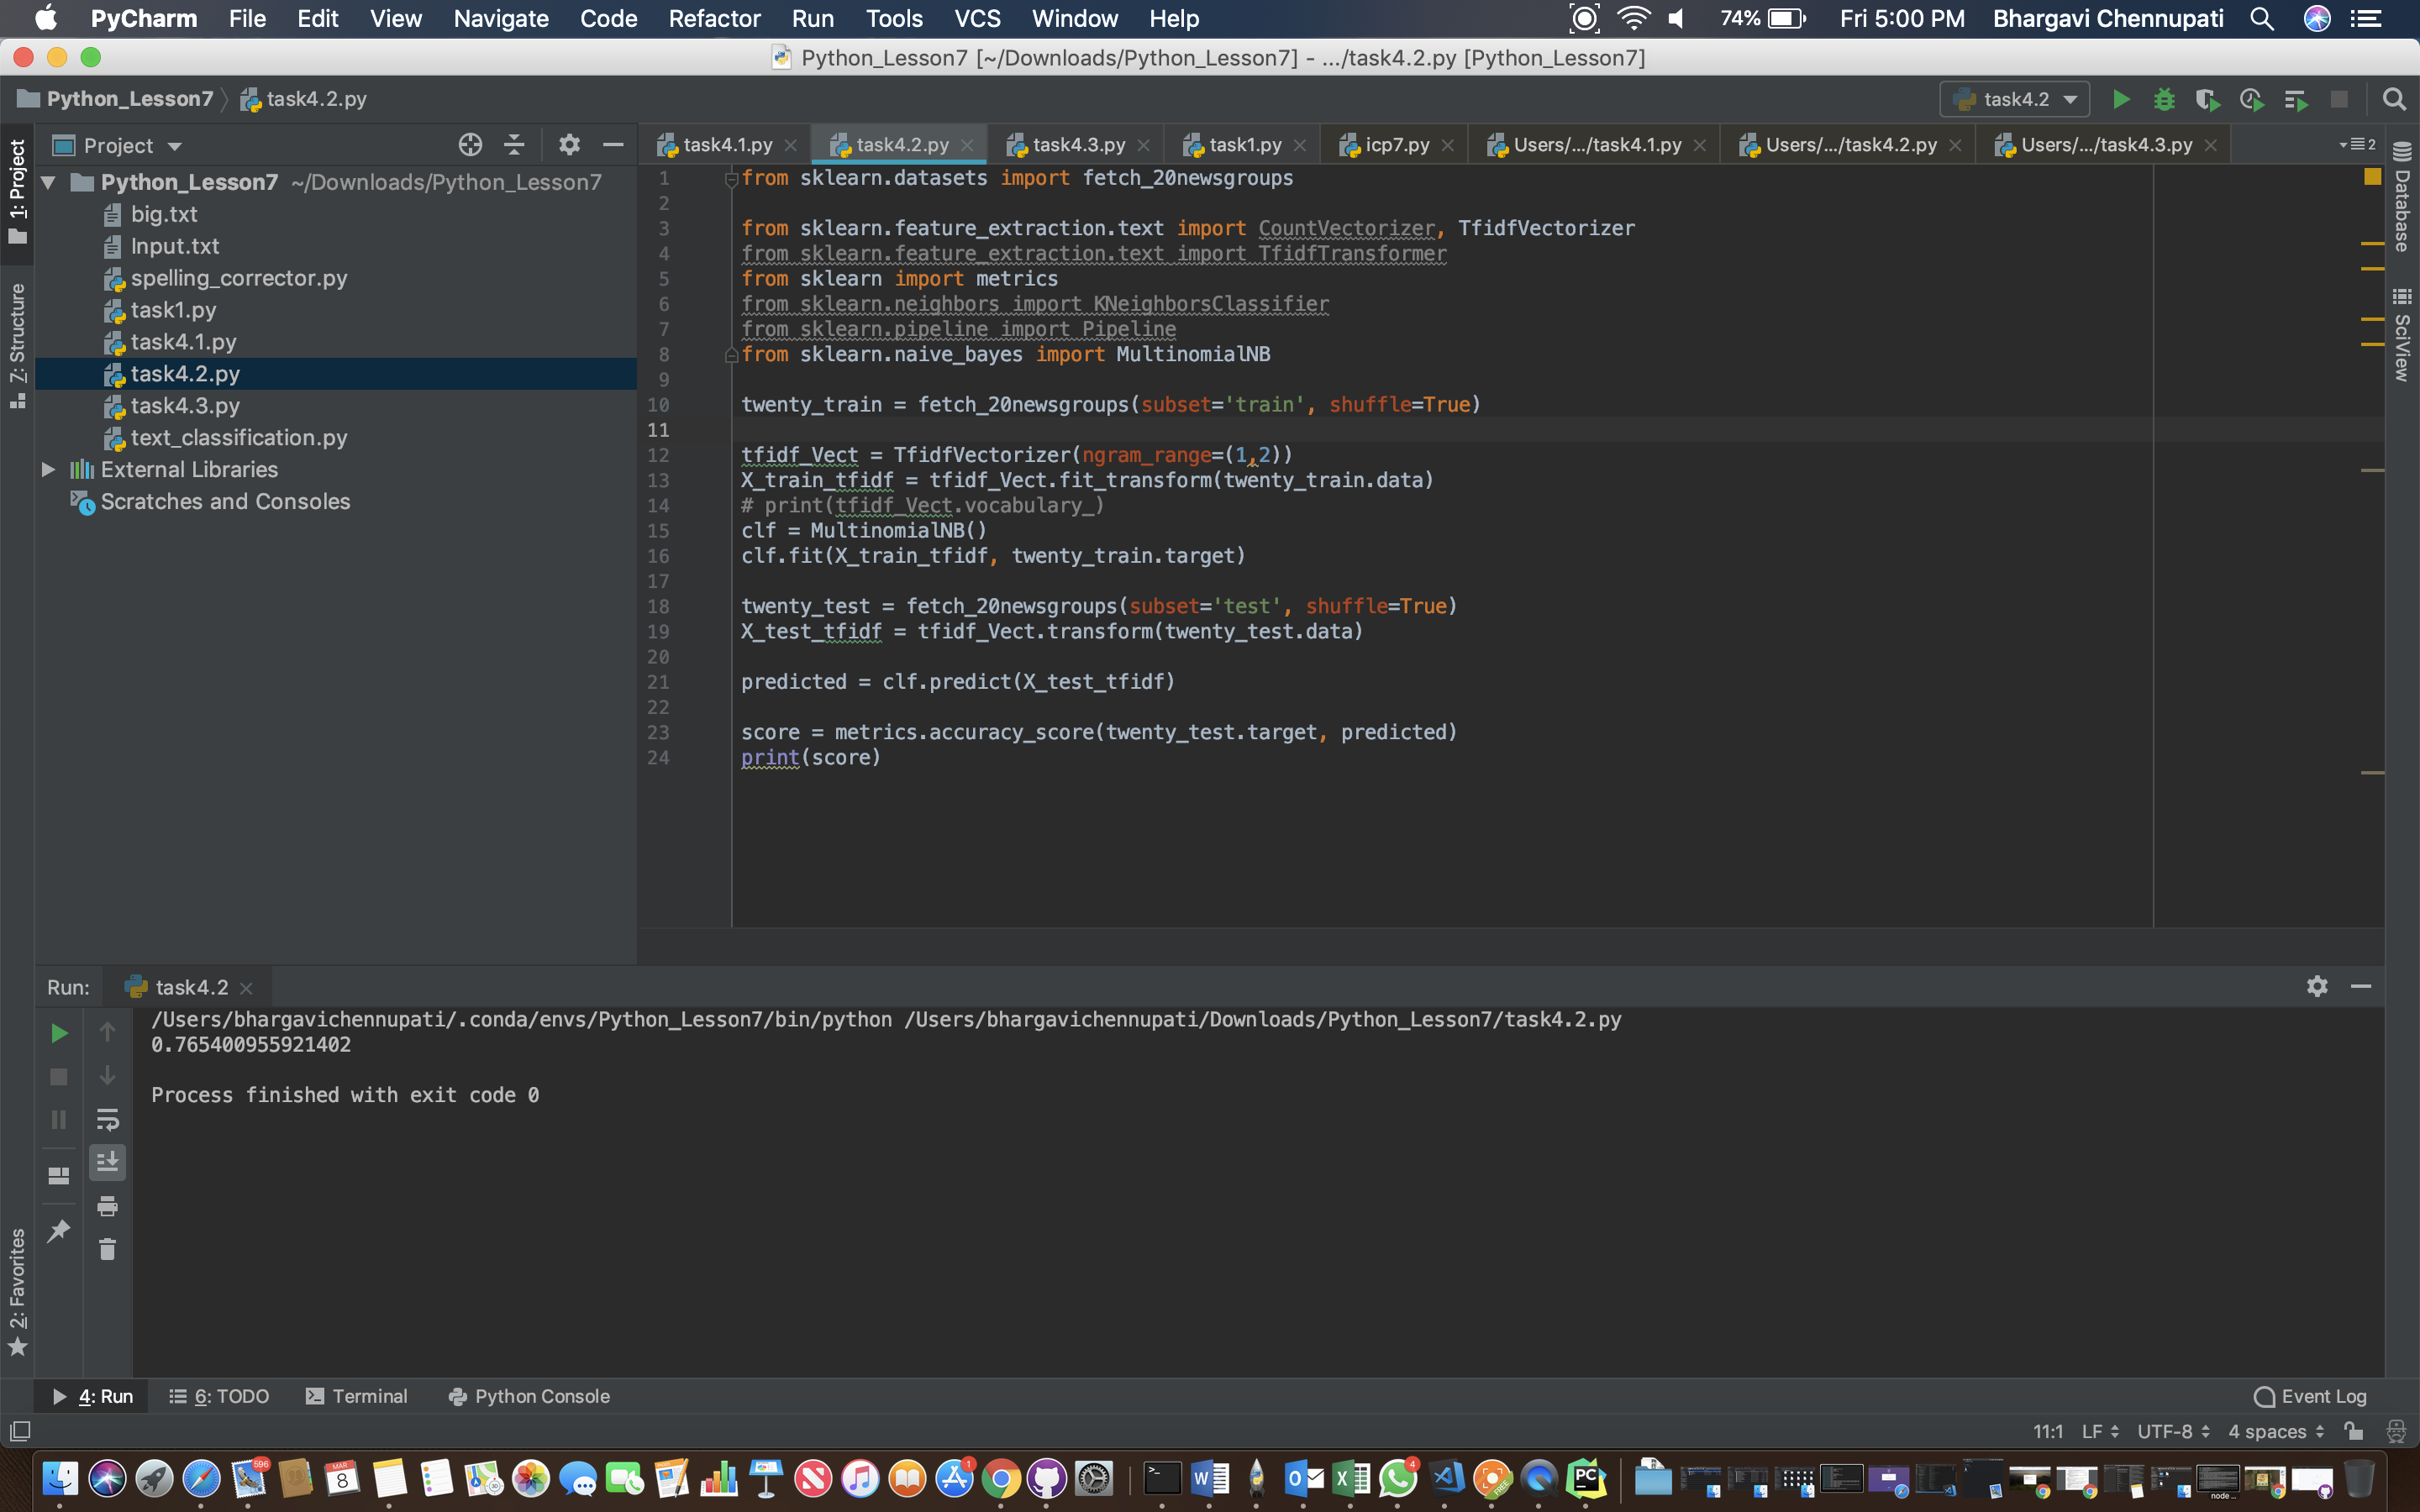 PyCharm File Edit View Navigate Code Refactor Run Tools VCS Window Help 74% Fri 5:00 PM Bhargavi Chennupati
Python_Lesson7 [~/Downloads/Python_Lesson7] - .../task4.2.py [Python_Lesson7]
Python_Lesson7 task4.2.py task4.2
1: Project
Project
task4.1.py task4.2.py task4.3.py task1.py icp7.py Users/.../task4.1.py Users/.../task4.2.py Users/.../task4.3.py 2
Python_Lesson7 ~/Downloads/Python_Lesson7
big.txt
Input.txt
spelling_corrector.py
task1.py
task4.1.py
task4.2.py
task4.3.py
text_classification.py
External Libraries
Scratches and Consoles
7: Structure
2: Favorites
Database
SciView
1 from sklearn.datasets import fetch_20newsgroups
2
3 from sklearn.feature_extraction.text import CountVectorizer, TfidfVectorizer
4 from sklearn.feature_extraction.text import TfidfTransformer
5 from sklearn import metrics
6 from sklearn.neighbors import KNeighborsClassifier
7 from sklearn.pipeline import Pipeline
8 from sklearn.naive_bayes import MultinomialNB
9
10 twenty_train = fetch_20newsgroups(subset='train', shuffle=True)
11
12 tfidf_Vect = TfidfVectorizer(ngram_range=(1,2))
13 X_train_tfidf = tfidf_Vect.fit_transform(twenty_train.data)
14 # print(tfidf_Vect.vocabulary_)
15 clf = MultinomialNB()
16 clf.fit(X_train_tfidf, twenty_train.target)
17
18 twenty_test = fetch_20newsgroups(subset='test', shuffle=True)
19 X_test_tfidf = tfidf_Vect.transform(twenty_test.data)
20
21 predicted = clf.predict(X_test_tfidf)
22
23 score = metrics.accuracy_score(twenty_test.target, predicted)
24 print(score)
Run: task4.2
/Users/bhargavichennupati/.conda/envs/Python_Lesson7/bin/python /Users/bhargavichennupati/Downloads/Python_Lesson7/task4.2.py
0.765400955921402
Process finished with exit code 0
4: Run 6: TODO Terminal Python Console Event Log
11:1 LF UTF-8 4 spaces
596
MAR
8
1
4
PC